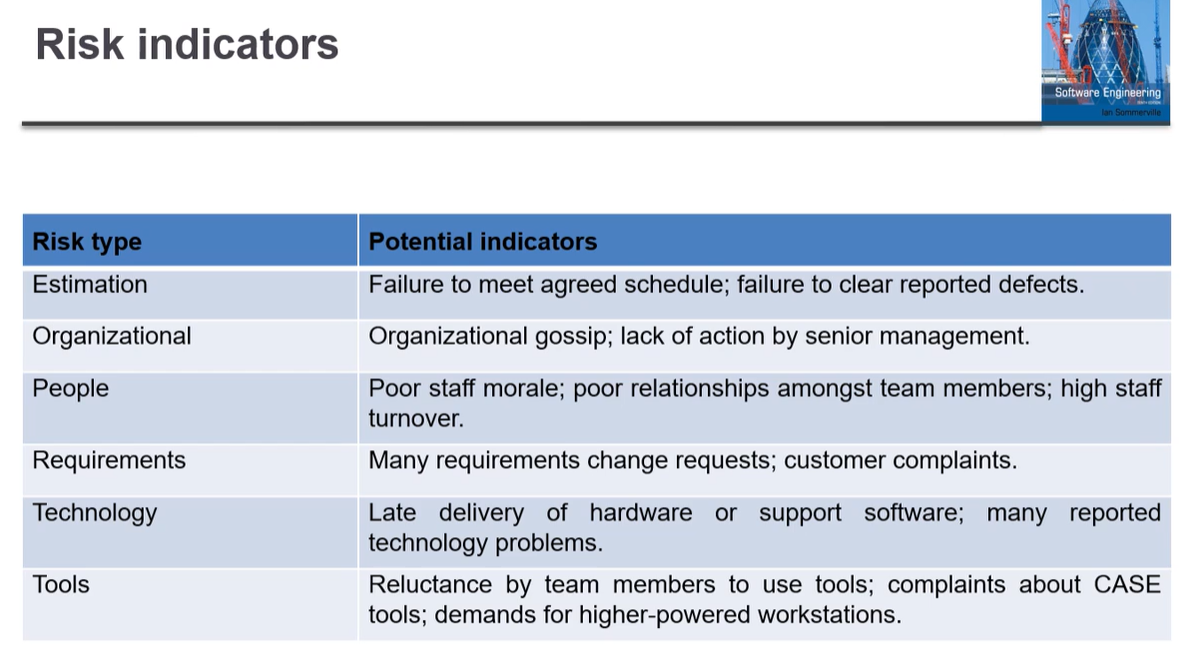 Risk indicators
Software Engineering
Ian Sommerville
Risk type
Potential indicators
Estimation
Failure to meet agreed schedule; failure to clear reported defects.
Organizational
Organizational gossip; lack of action by senior management.
People
Poor staff morale; poor relationships amongst team members; high staff
turnover.
Requirements
Many requirements change requests; customer complaints.
Technology
Late delivery of hardware or support software; many reported
technology problems.
Tools
Reluctance by team members to use tools; complaints about CASE
tools; demands for higher-powered workstations.